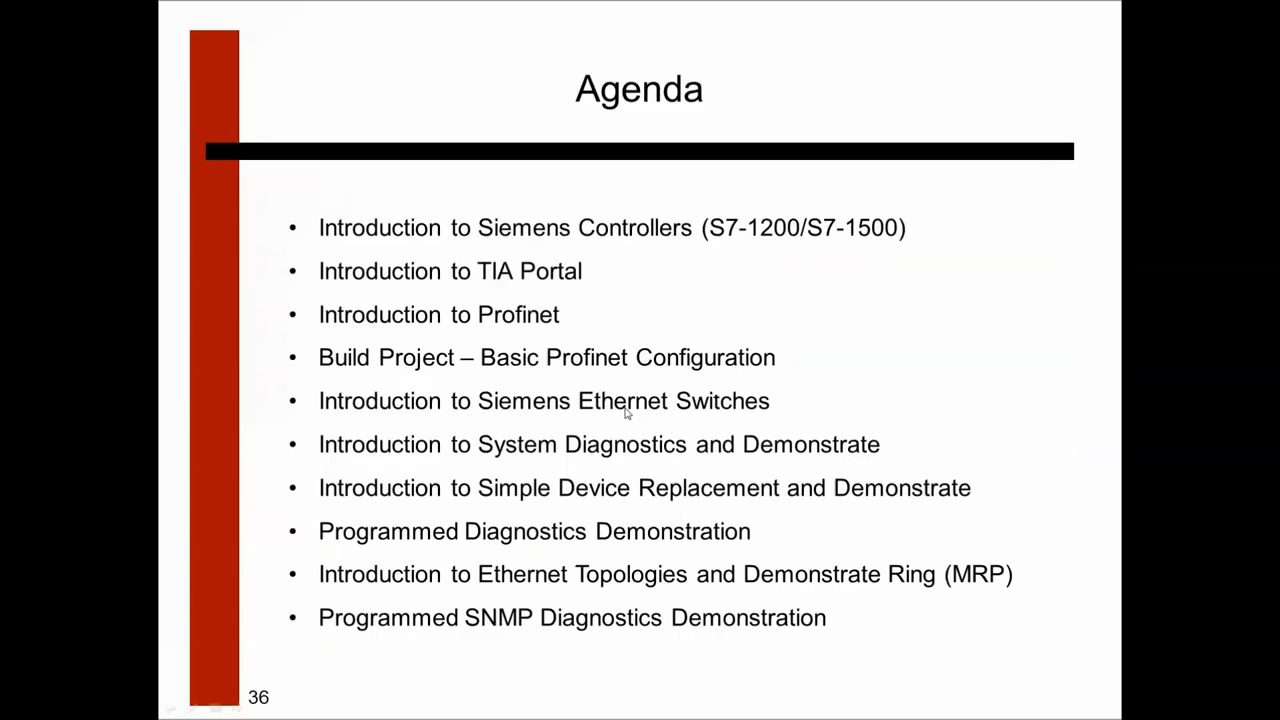 Agenda
• Introduction to Siemens Controllers (S7-1200/S7-1500)
• Introduction to TIA Portal
• Introduction to Profinet
• Build Project – Basic Profinet Configuration
• Introduction to Siemens Ethernet Switches
• Introduction to System Diagnostics and Demonstrate
• Introduction to Simple Device Replacement and Demonstrate
• Programmed Diagnostics Demonstration
• Introduction to Ethernet Topologies and Demonstrate Ring (MRP)
• Programmed SNMP Diagnostics Demonstration
36